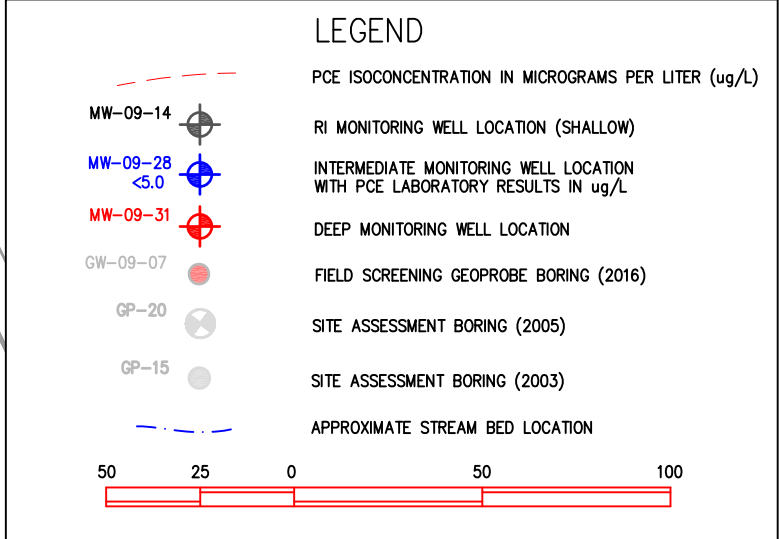 LEGEND
PCE ISOCONCENTRATION IN MICROGRAMS PER LITER (ug/L)
MW-09-14
RI MONITORING WELL LOCATION (SHALLOW)
MW-09-28
<5.0
INTERMEDIATE MONITORING WELL LOCATION
WITH PCE LABORATORY RESULTS IN ug/L
MW-09-31
DEEP MONITORING WELL LOCATION
GW-09-07
FIELD SCREENING GEOPROBE BORING (2016)
GP-20
SITE ASSESSMENT BORING (2005)
GP-15
SITE ASSESSMENT BORING (2003)
APPROXIMATE STREAM BED LOCATION
50 25 0 50 100